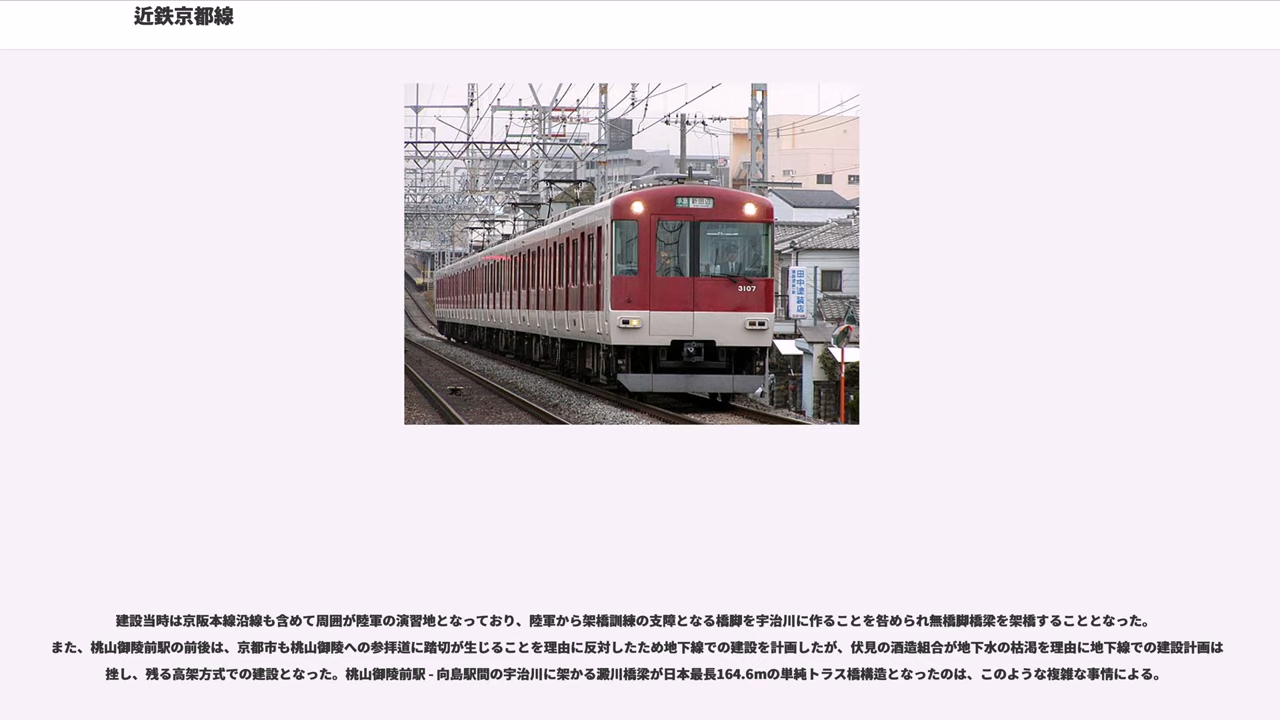 近鉄京都線
3107
田中塗装店
建設当時は京阪本線沿線も含めて周囲が陸軍の演習地となっており、陸軍から架橋訓練の支障となる橋脚を宇治川に作ることを咎められ無橋脚橋梁を架橋することとなった。
また、桃山御陵前駅の前後は、京都市も桃山御陵への参拝道に踏切が生じることを理由に反対したため地下線での建設を計画したが、伏見の酒造組合が地下水の枯渇を理由に地下線での建設計画は
挫し、残る高架方式での建設となった。桃山御陵前駅 - 向島駅間の宇治川に架かる澱川橋梁が日本最長164.6mの単純トラス橋構造となったのは、このような複雑な事情による。